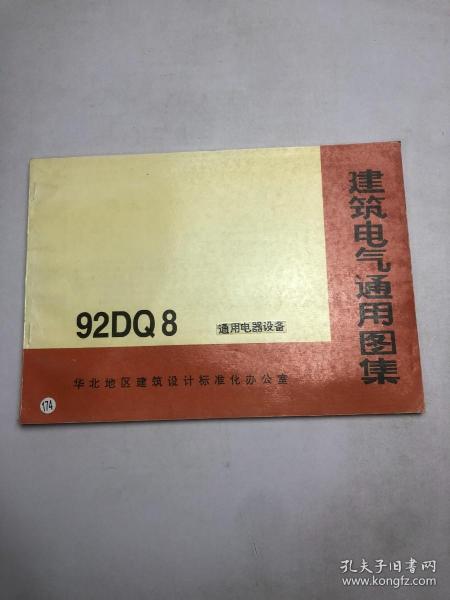 建筑电气通用图集
92DQ8 通用电器设备
华北地区建筑设计标准化办公室
174
孔夫子旧书网
www.kongfz.com